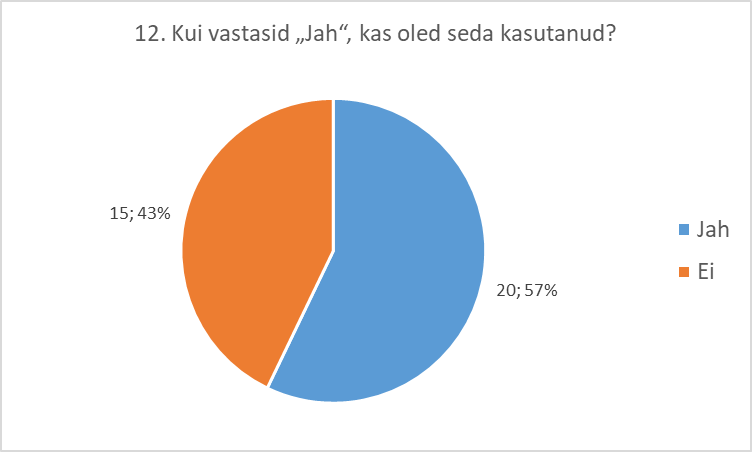 12. Kui vastasid „Jah“, kas oled seda kasutanud?
15; 43%
20; 57%
Jah
Ei